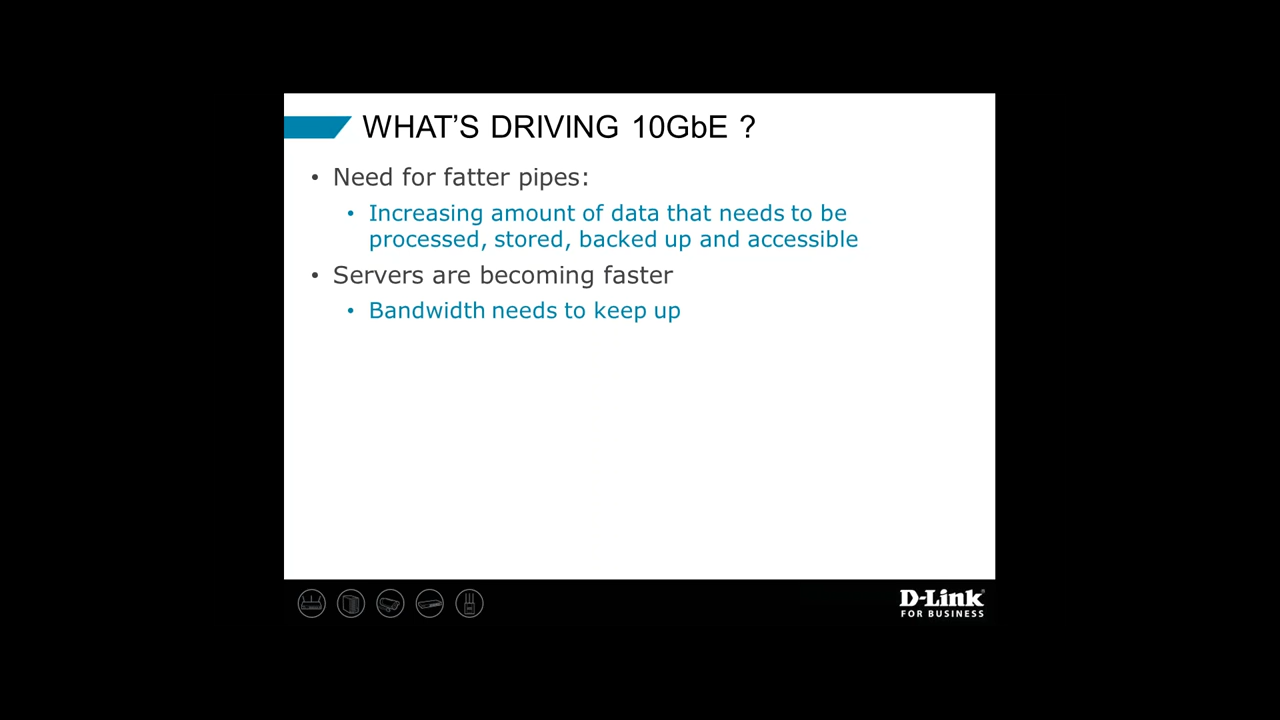 WHAT'S DRIVING 10GbE ?
• Need for fatter pipes:
• Increasing amount of data that needs to be
processed, stored, backed up and accessible
• Servers are becoming faster
• Bandwidth needs to keep up
D-Link
FOR BUSINESS